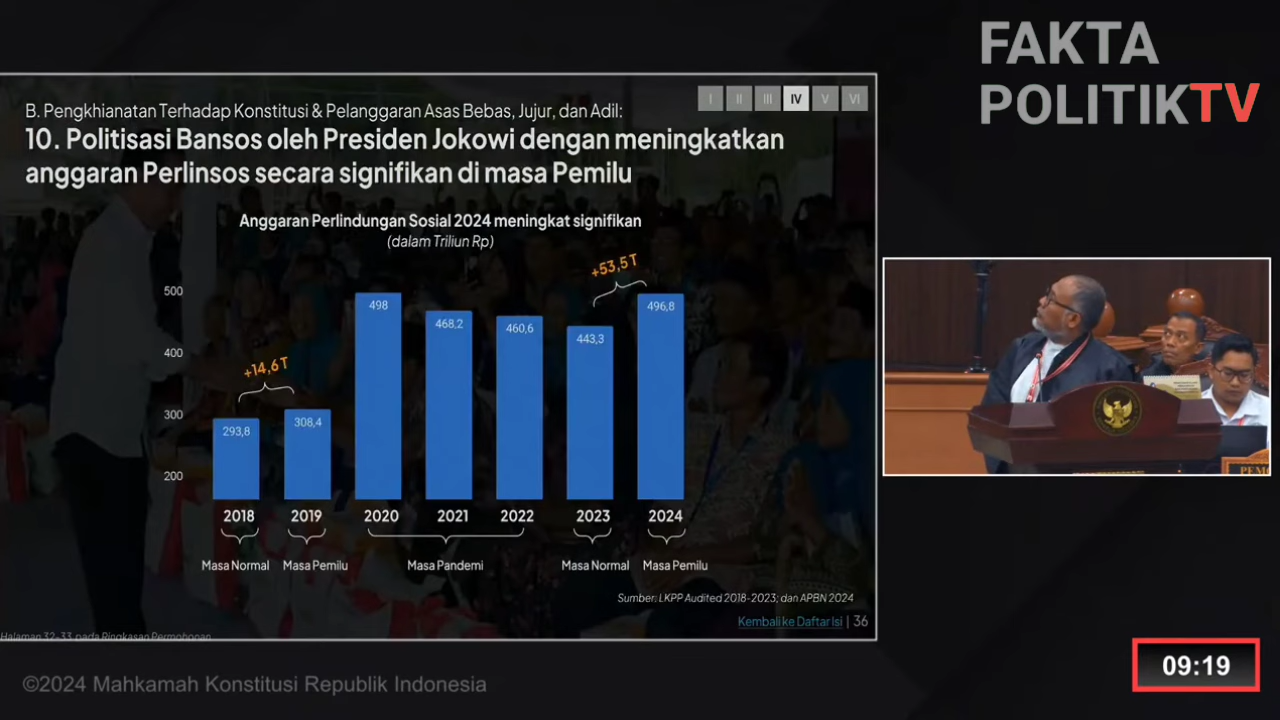 FAKTA
POLITIKTV
I II III IV V VI
B. Pengkhianatan Terhadap Konstitusi & Pelanggaran Asas Bebas, Jujur, dan Adil:
10. Politisasi Bansos oleh Presiden Jokowi dengan meningkatkan
anggaran Perlinsos secara signifikan di masa Pemilu
Anggaran Perlindungan Sosial 2024 meningkat signifikan
(dalam Triliun Rp)
+53,5 T
500
498
496,8
468,2
460,6
443,3
400
+14,6 T
300
308,4
293,8
200
2018 2019 2020 2021 2022 2023 2024
Masa Normal Masa Pemilu Masa Pandemi Masa Normal Masa Pemilu
Sumber: LKPP Audited 2018-2023; dan APBN 2024
Kembali ke Daftar Isi | 36
Halaman 32-33 pada Ringkasan Permohonan
PEMO
©2024 Mahkamah Konstitusi Republik Indonesia
09:19